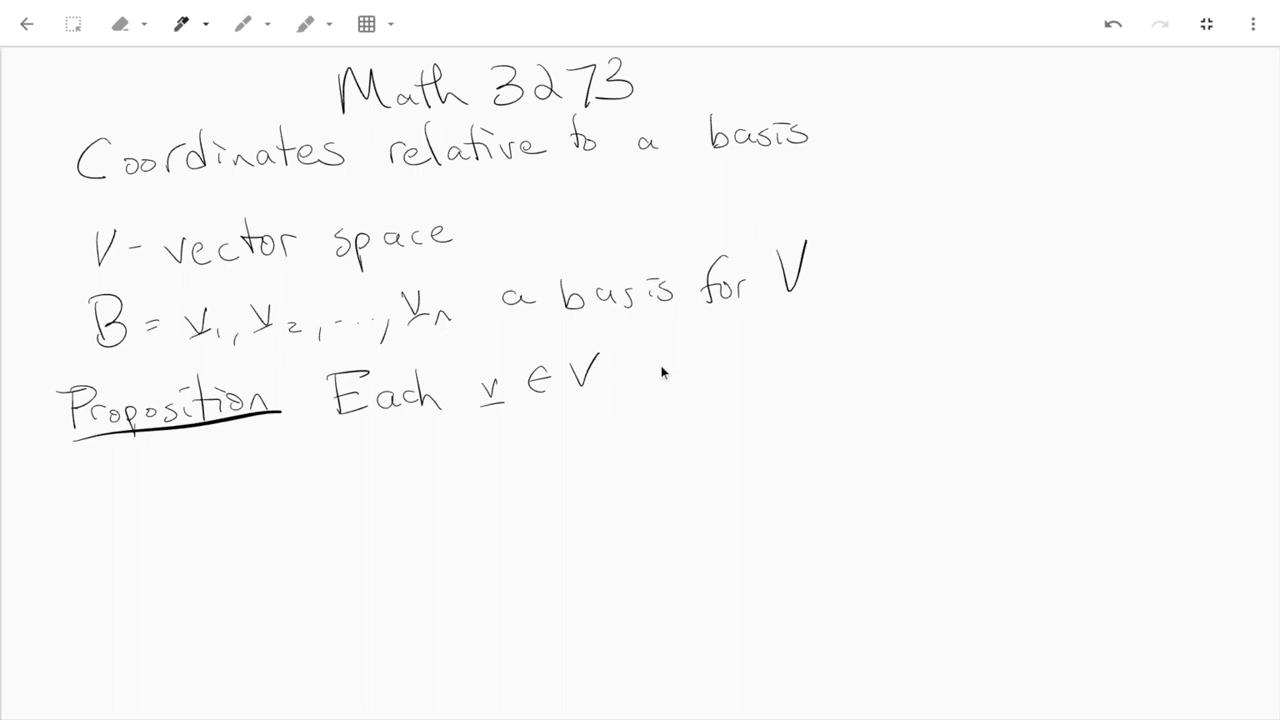 Math 3273
Coordinates relative to a basis
V - vector space
B = v₁, v₂, ..., vₙ a basis for V
Proposition Each v ∈ V